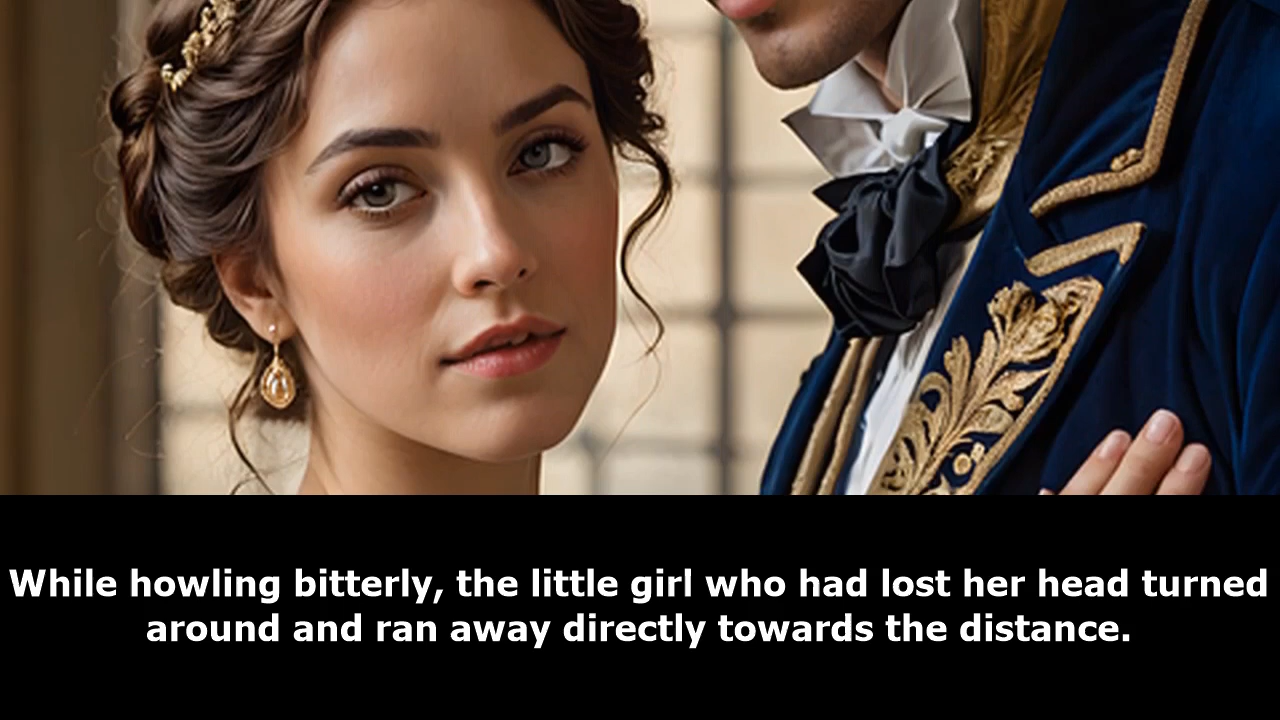 While howling bitterly, the little girl who had lost her head turned
around and ran away directly towards the distance.